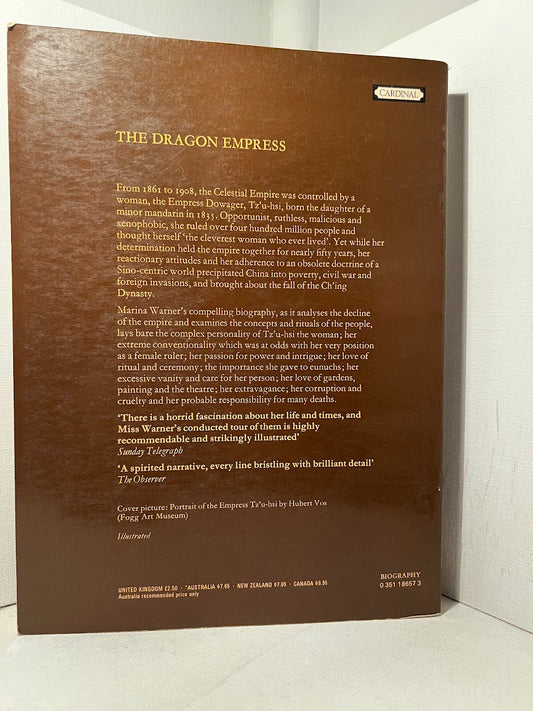 CARDINAL
THE DRAGON EMPRESS
From 1861 to 1908, the Celestial Empire was controlled by a
woman, the Empress Dowager, Tz'u-hsi, born the daughter of a
minor mandarin in 1835. Opportunist, ruthless, malicious and
xenophobic, she ruled over four hundred million people and
thought herself 'the cleverest woman who ever lived'. Yet while her
determination held the empire together for nearly fifty years, her
reactionary attitudes and her adherence to an obsolete doctrine of a
Sino-centric world precipitated China into poverty, civil war and
foreign invasions, and brought about the fall of the Ch'ing
Dynasty.
Marina Warner's compelling biography, as it analyses the decline
of the empire and examines the concepts and rituals of the people,
lays bare the complex personality of Tz'u-hsi the woman; her
extreme conventionality which was at odds with her very position
as a female ruler; her passion for power and intrigue; her love of
ritual and ceremony; the importance she gave to eunuchs; her
excessive vanity and care for her person; her love of gardens,
painting and the theatre; her extravagance; her corruption and
cruelty and her probable responsibility for many deaths.
'There is a horrid fascination about her life and times, and
Miss Warner's conducted tour of them is highly
recommendable and strikingly illustrated'
Sunday Telegraph
'A spirited narrative, every line bristling with brilliant detail'
The Observer
Cover picture: Portrait of the Empress Tz'u-hsi by Hubert Vos
(Fogg Art Museum)
Illustrated
UNITED KINGDOM £2.50 · *AUSTRALIA $7.65 · NEW ZEALAND $7.65 · CANADA $9.95
Australia recommended price only
BIOGRAPHY
0 351 18657 3